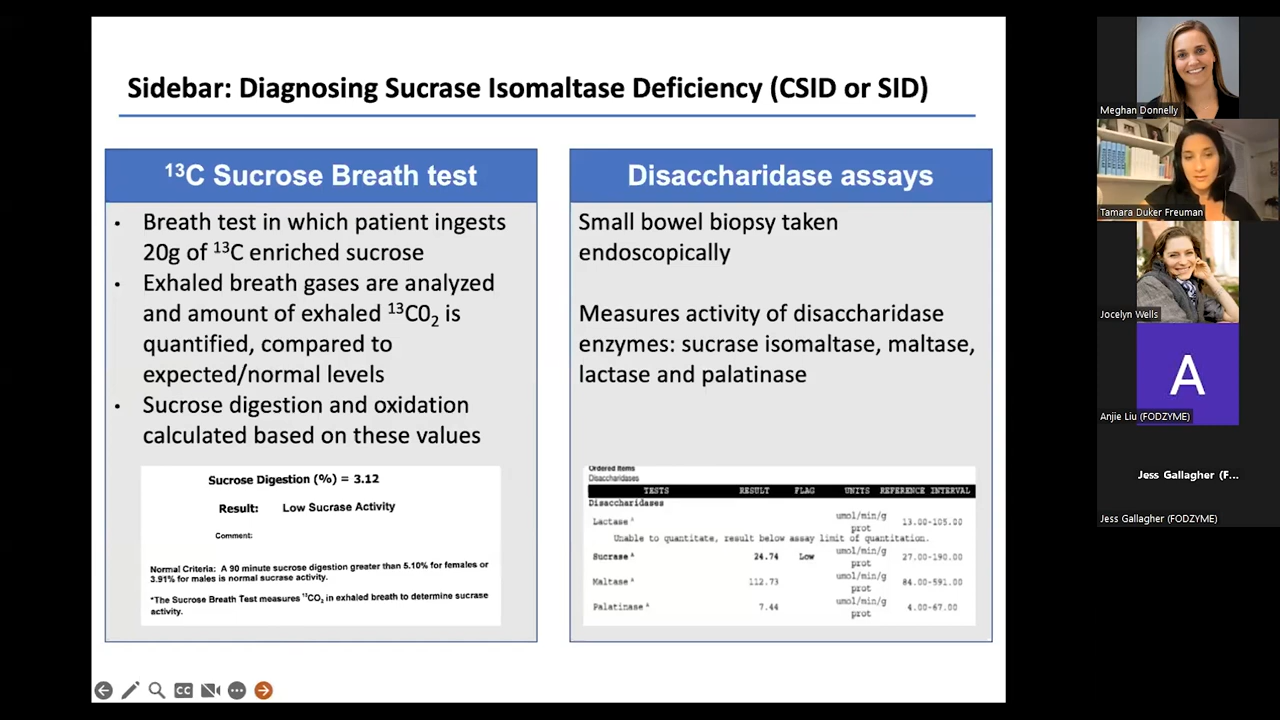 Sidebar: Diagnosing Sucrase Isomaltase Deficiency (CSID or SID)
¹³C Sucrose Breath test
• Breath test in which patient ingests
20g of ¹³C enriched sucrose
• Exhaled breath gases are analyzed
and amount of exhaled ¹³C0₂ is
quantified, compared to
expected/normal levels
• Sucrose digestion and oxidation
calculated based on these values
Sucrose Digestion (%) = 3.12
Result: Low Sucrase Activity
Comment:
Normal Criteria: A 90 minute sucrose digestion greater than 5.10% for females or
3.91% for males is normal sucrase activity.
*The Sucrose Breath Test measures ¹³CO₂ in exhaled breath to determine sucrase
activity.
Disaccharidase assays
Small bowel biopsy taken
endoscopically
Measures activity of disaccharidase
enzymes: sucrase isomaltase, maltase,
lactase and palatinase
Ordered Items
Disaccharidases
TESTS RESULT FLAG UNITS REFERENCE INTERVAL
Disaccharidases
Lactase ᴬ umol/min/g prot 13.00-105.00
Unable to quantitate, result below assay limit of quantitation.
Sucrase ᴬ 24.74 Low umol/min/g prot 27.00-190.00
Maltase ᴬ 112.73 umol/min/g prot 84.00-591.00
Palatinase ᴬ 7.44 umol/min/g prot 4.00-67.00
CC
Meghan Donnelly
Tamara Duker Freuman
Jocelyn Wells
A
Anjie Liu (FODZYME)
Jess Gallagher (F...
Jess Gallagher (FODZYME)